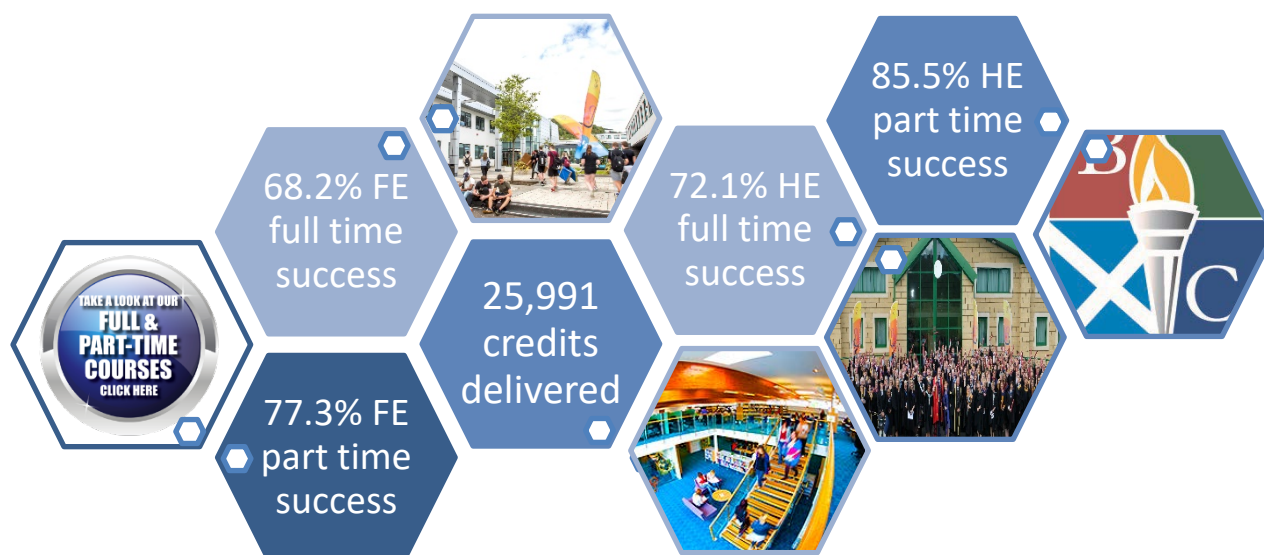 TAKE A LOOK AT OUR
FULL &
PART-TIME
COURSES
CLICK HERE
68.2% FE
full time
success
77.3% FE
part time
success
25,991
credits
delivered
72.1% HE
full time
success
85.5% HE
part time
success
B
C